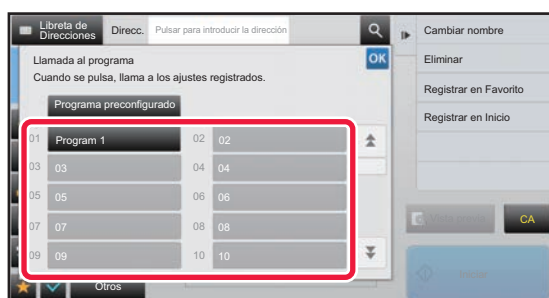 Libreta de
Direcciones
Direcc.
Pulsar para introducir la dirección
Cambiar nombre
Eliminar
Registrar en Favorito
Registrar en Inicio
Llamada al programa
OK
Cuando se pulsa, llama a los ajustes registrados.
Programa preconfigurado
01 Program 1 02 02
03 03 04 04
05 05 06 06
07 07 08 08
09 09 10 10
CA
Iniciar
Otros